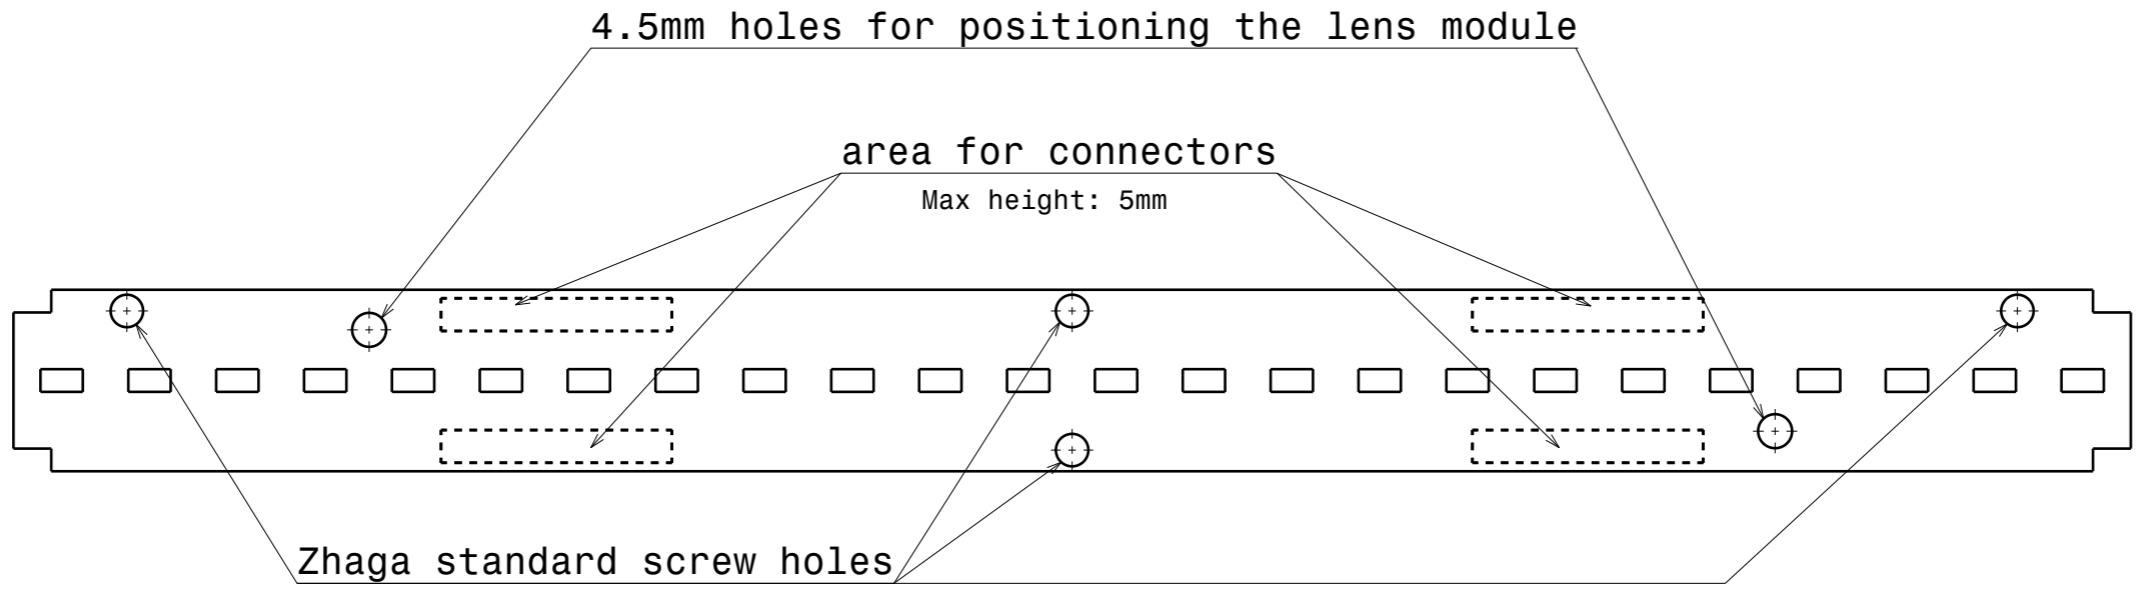 4.5mm holes for positioning the lens module
area for connectors
Max height: 5mm
Zhaga standard screw holes